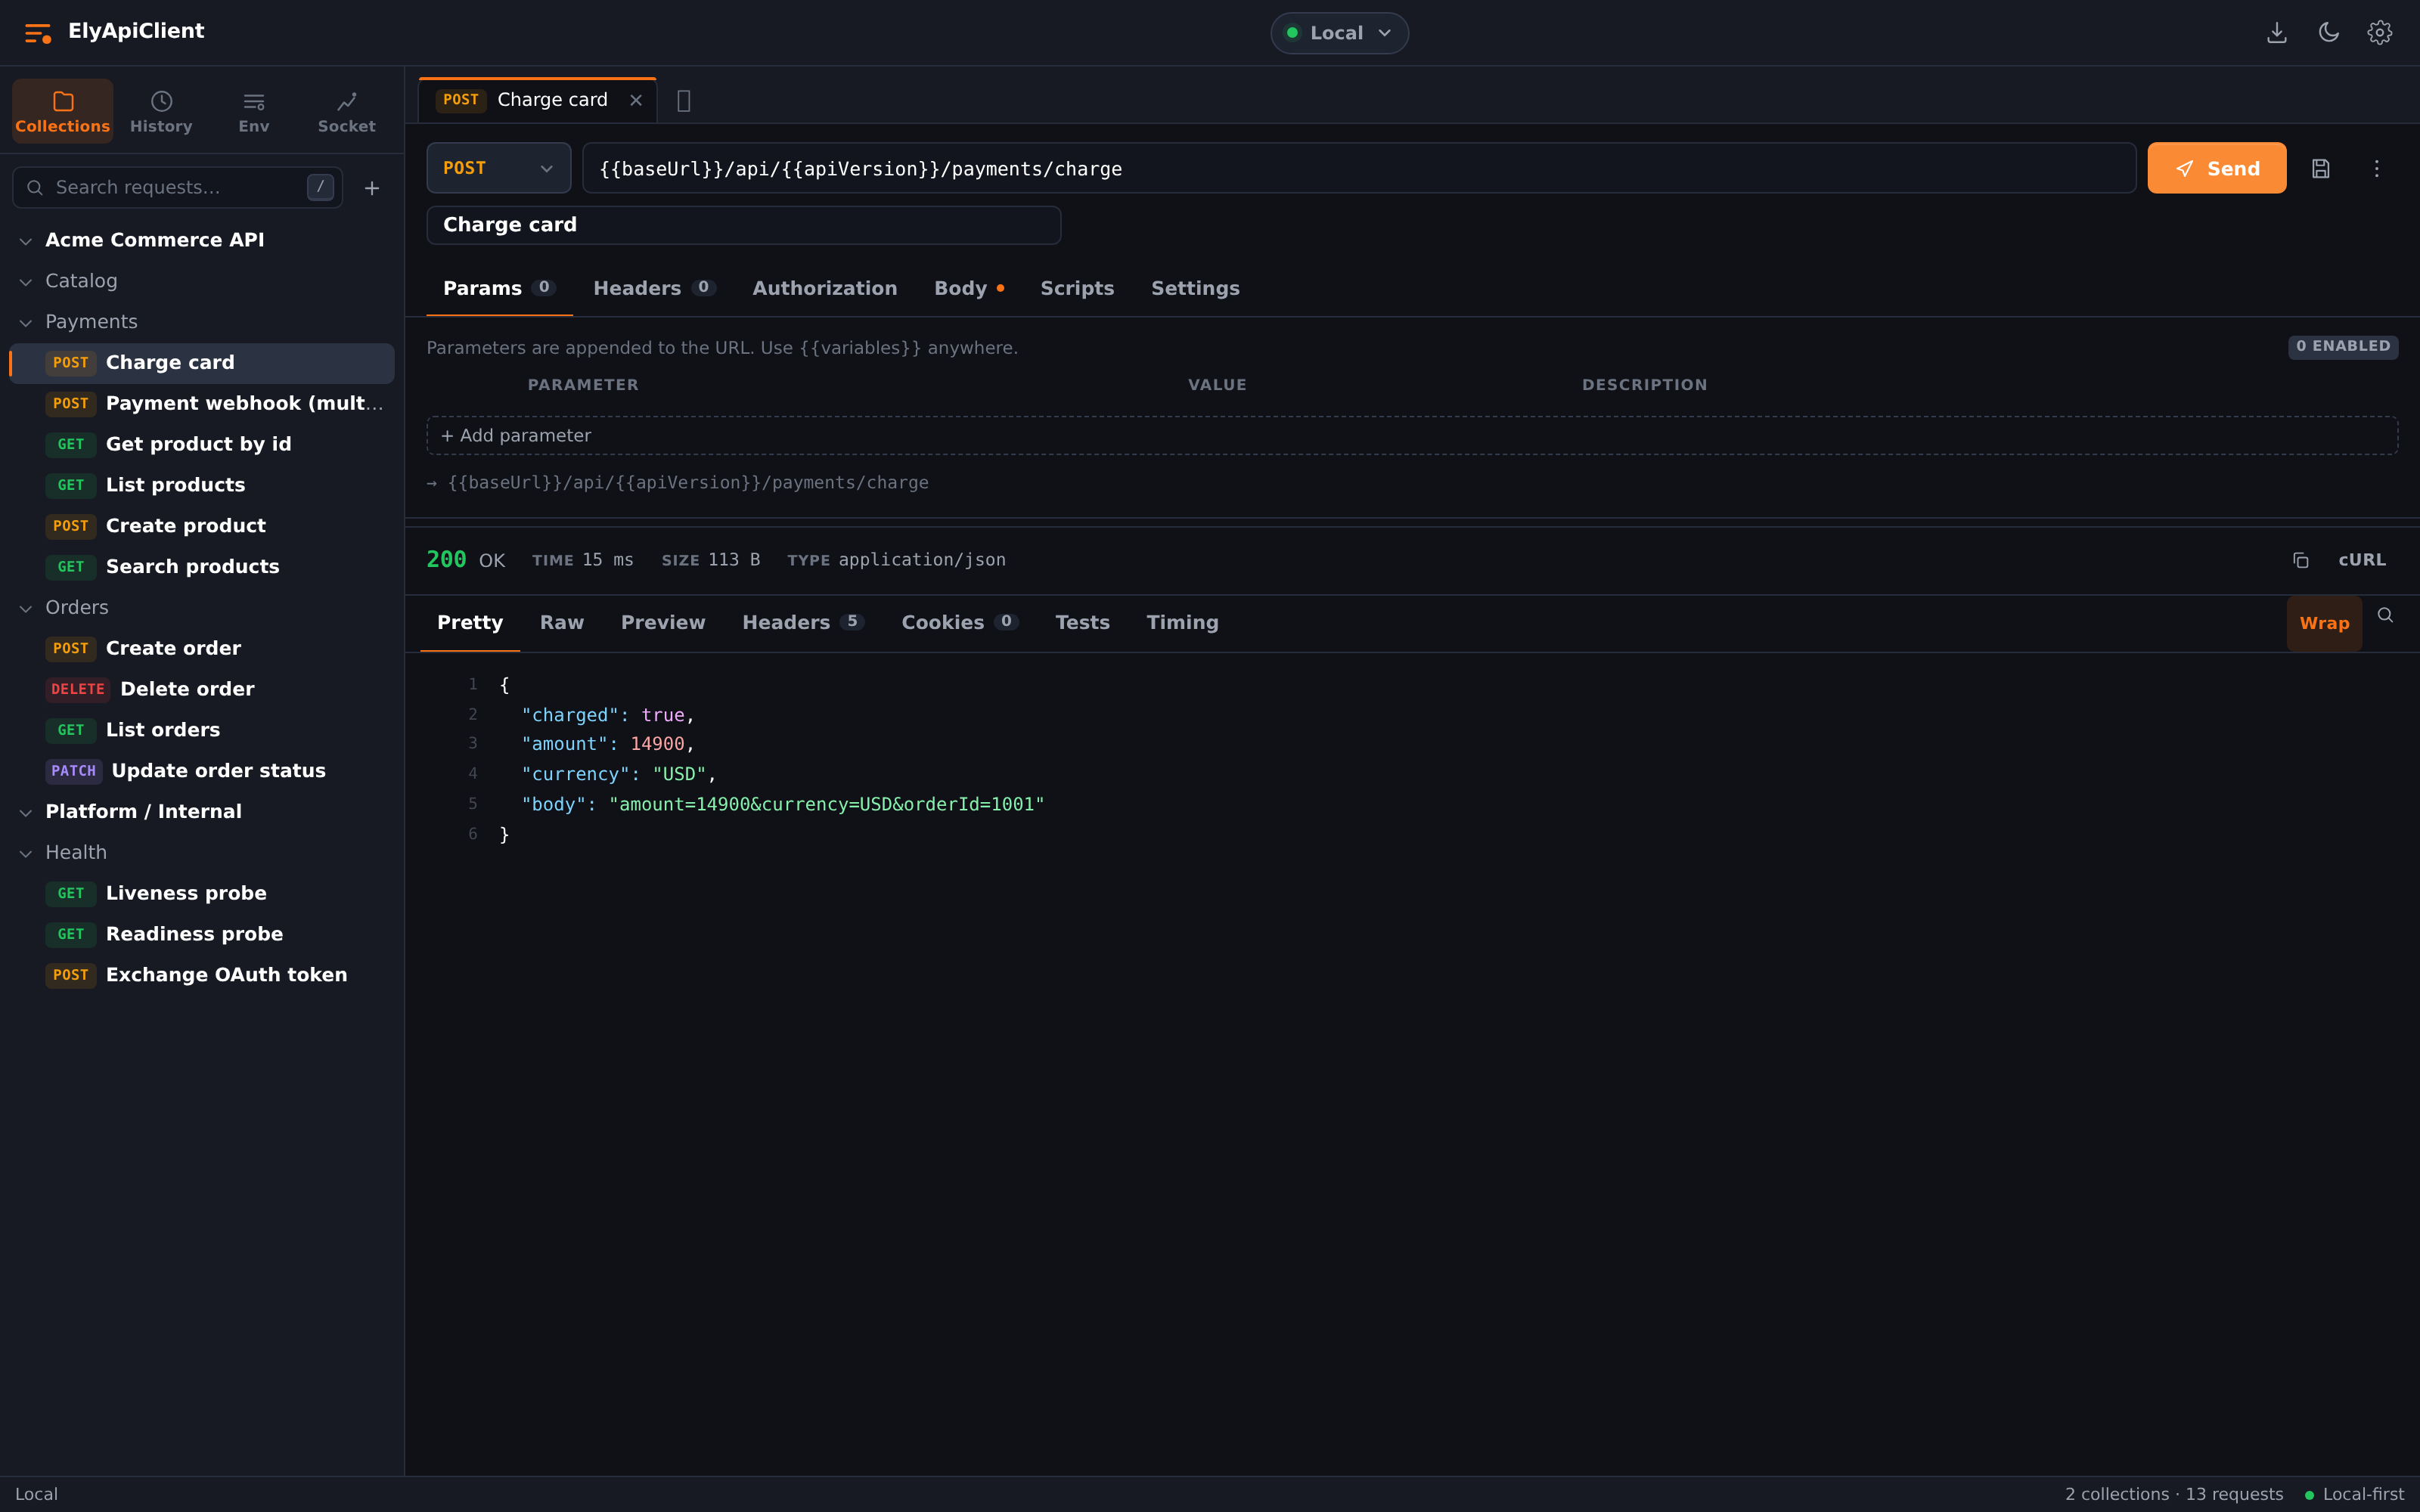 ElyApiClient
Local
Collections
History
Env
Socket
POST Charge card ✕
Search requests… /
+
Acme Commerce API
Catalog
Payments
POST Charge card
POST Payment webhook (mult…
GET Get product by id
GET List products
POST Create product
GET Search products
Orders
POST Create order
DELETE Delete order
GET List orders
PATCH Update order status
Platform / Internal
Health
GET Liveness probe
GET Readiness probe
POST Exchange OAuth token
POST
{{baseUrl}}/api/{{apiVersion}}/payments/charge
Send
Charge card
Params 0 Headers 0 Authorization Body Scripts Settings
Parameters are appended to the URL. Use {{variables}} anywhere.
0 ENABLED
PARAMETER VALUE DESCRIPTION
+ Add parameter
→ {{baseUrl}}/api/{{apiVersion}}/payments/charge
200 OK TIME 15 ms SIZE 113 B TYPE application/json
cURL
Pretty Raw Preview Headers 5 Cookies 0 Tests Timing
Wrap
1 {
2 "charged": true,
3 "amount": 14900,
4 "currency": "USD",
5 "body": "amount=14900&currency=USD&orderId=1001"
6 }
Local
2 collections · 13 requests
Local-first